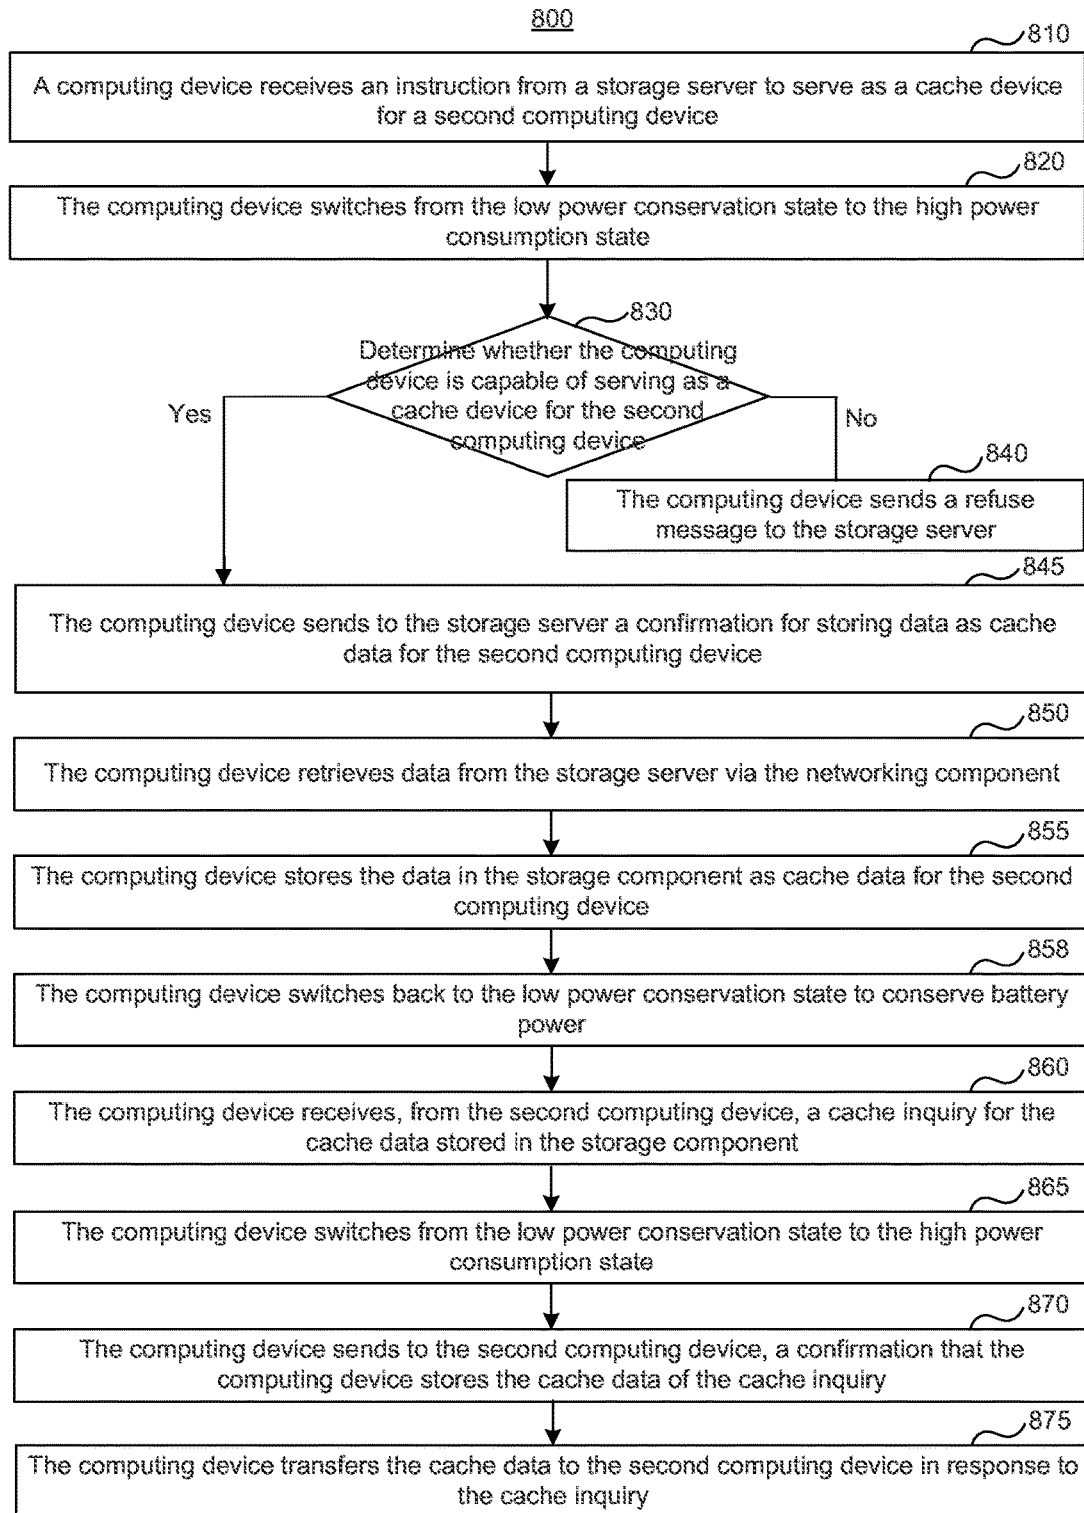 800
810
A computing device receives an instruction from a storage server to serve as a cache device
for a second computing device
820
The computing device switches from the low power conservation state to the high power
consumption state
830
Determine whether the computing
device is capable of serving as a
cache device for the second
computing device
Yes
No
840
The computing device sends a refuse
message to the storage server
845
The computing device sends to the storage server a confirmation for storing data as cache
data for the second computing device
850
The computing device retrieves data from the storage server via the networking component
855
The computing device stores the data in the storage component as cache data for the second
computing device
858
The computing device switches back to the low power conservation state to conserve battery
power
860
The computing device receives, from the second computing device, a cache inquiry for the
cache data stored in the storage component
865
The computing device switches from the low power conservation state to the high power
consumption state
870
The computing device sends to the second computing device, a confirmation that the
computing device stores the cache data of the cache inquiry
875
The computing device transfers the cache data to the second computing device in response to
the cache inquiry